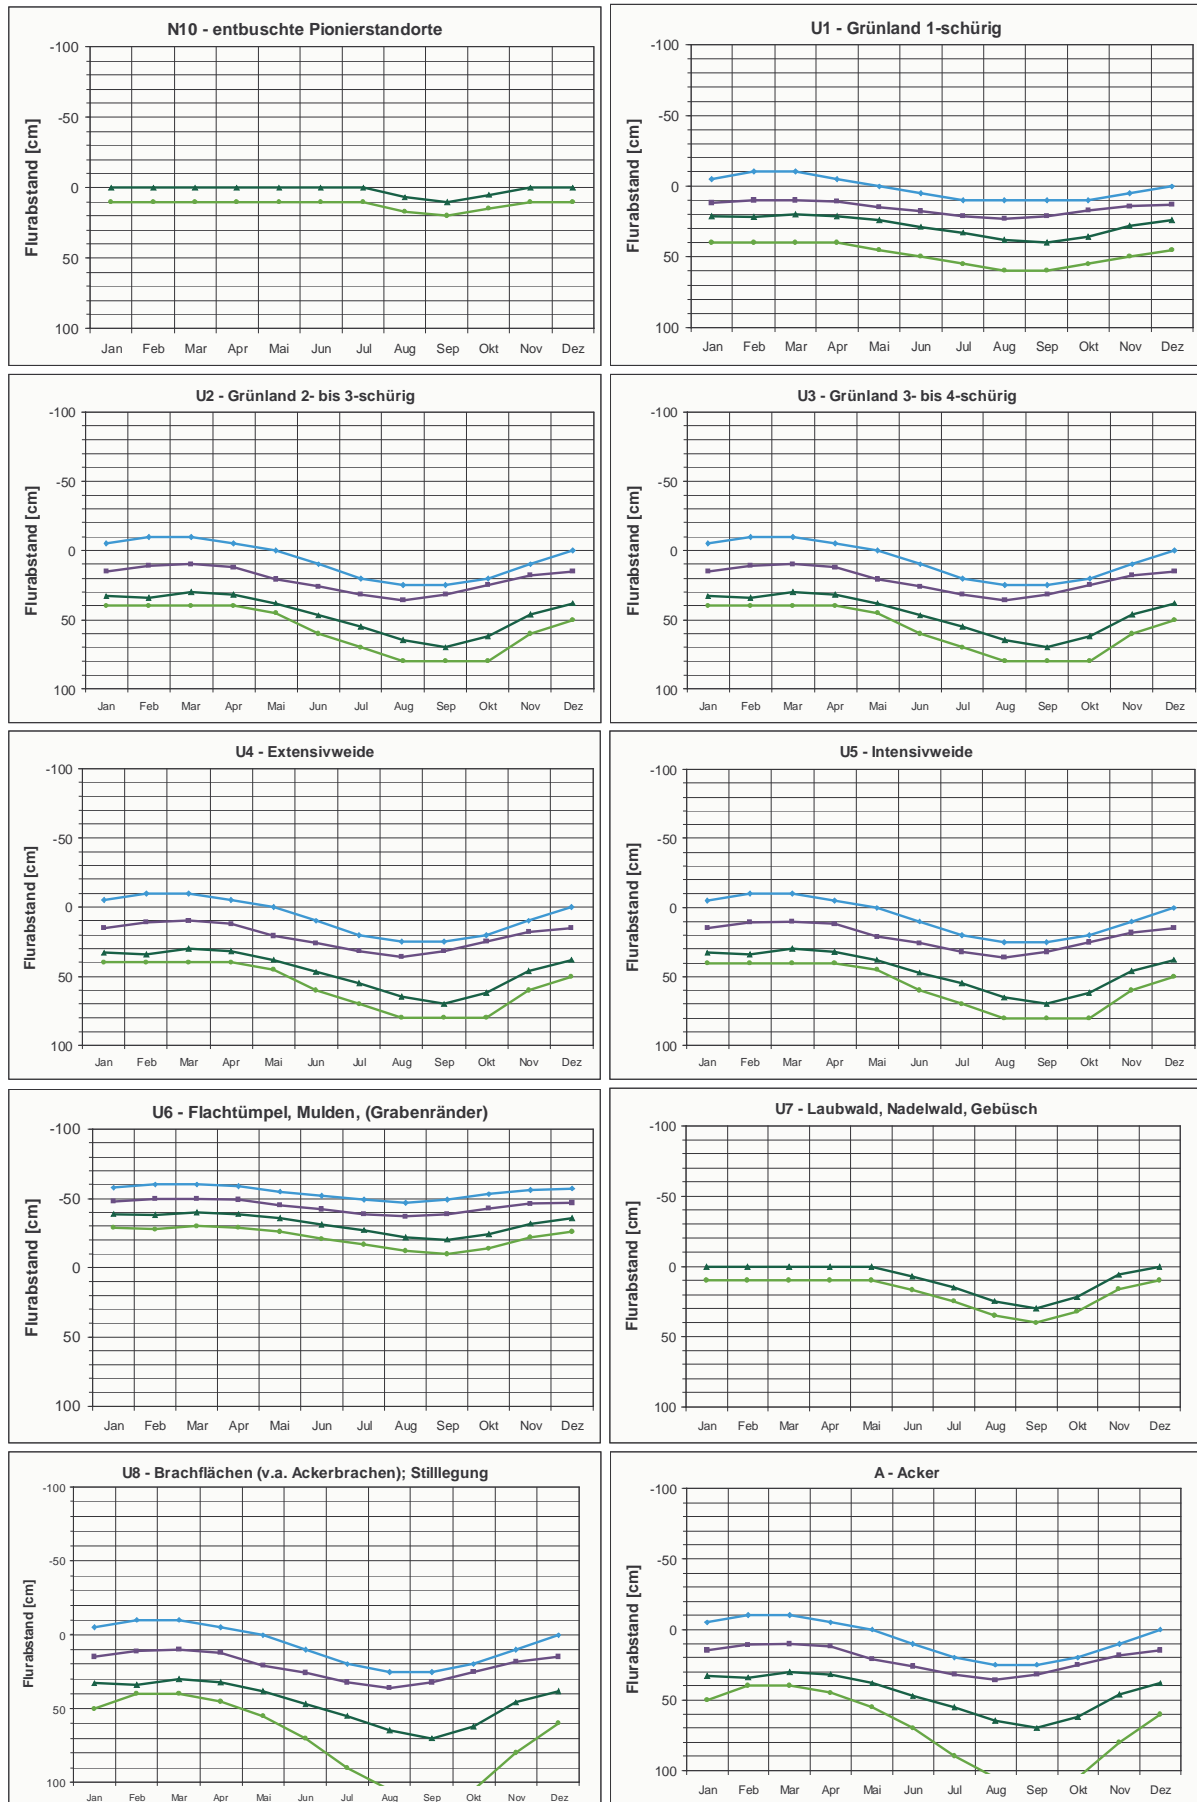 N10 - entbuschte Pionierstandorte
Flurabstand [cm]
-100
-50
0
50
100
Jan Feb Mar Apr Mai Jun Jul Aug Sep Okt Nov Dez
U1 - Grünland 1-schürig
Flurabstand [cm]
-100
-50
0
50
100
Jan Feb Mar Apr Mai Jun Jul Aug Sep Okt Nov Dez
U2 - Grünland 2- bis 3-schürig
Flurabstand [cm]
-100
-50
0
50
100
Jan Feb Mar Apr Mai Jun Jul Aug Sep Okt Nov Dez
U3 - Grünland 3- bis 4-schürig
Flurabstand [cm]
-100
-50
0
50
100
Jan Feb Mar Apr Mai Jun Jul Aug Sep Okt Nov Dez
U4 - Extensivweide
Flurabstand [cm]
-100
-50
0
50
100
Jan Feb Mar Apr Mai Jun Jul Aug Sep Okt Nov Dez
U5 - Intensivweide
Flurabstand [cm]
-100
-50
0
50
100
Jan Feb Mar Apr Mai Jun Jul Aug Sep Okt Nov Dez
U6 - Flachtümpel, Mulden, (Grabenränder)
Flurabstand [cm]
-100
-50
0
50
100
Jan Feb Mar Apr Mai Jun Jul Aug Sep Okt Nov Dez
U7 - Laubwald, Nadelwald, Gebüsch
Flurabstand [cm]
-100
-50
0
50
100
Jan Feb Mar Apr Mai Jun Jul Aug Sep Okt Nov Dez
U8 - Brachflächen (v.a. Ackerbrachen); Stilllegung
Flurabstand [cm]
-100
-50
0
50
100
Jan Feb Mar Apr Mai Jun Jul Aug Sep Okt Nov Dez
A - Acker
Flurabstand [cm]
-100
-50
0
50
100
Jan Feb Mar Apr Mai Jun Jul Aug Sep Okt Nov Dez